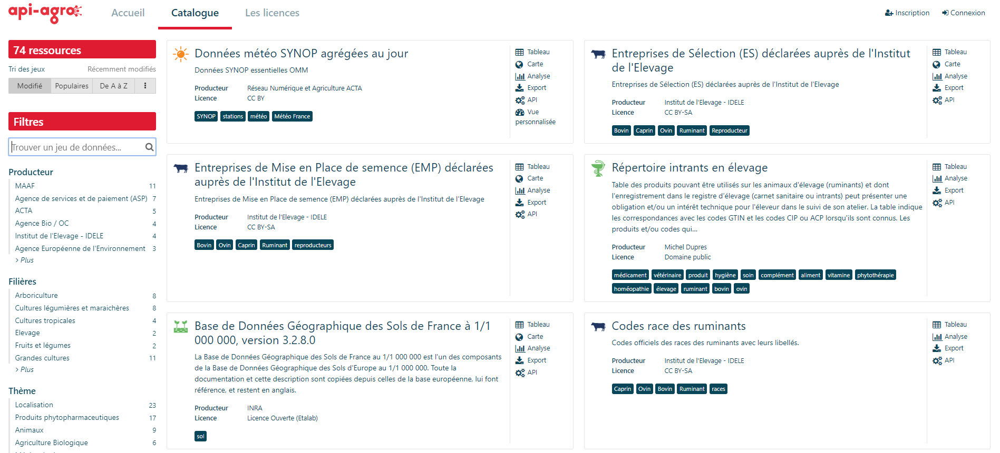 api-agro
Accueil
Catalogue
Les licences
Inscription
Connexion
74 ressources
Tri des jeux
Récemment modifiés
Modifié
Populaires
De A à Z
Filtres
Trouver un jeu de données...
Producteur
MAAF 11
Agence de services et de paiement (ASP) 7
ACTA 5
Agence Bio / OC 4
Institut de l'Elevage - IDELE 4
Agence Européenne de l'Environnement 3
> Plus
Filières
Arboriculture 8
Cultures légumières et maraichères 8
Cultures tropicales 4
Elevage 2
Fruits et légumes 2
Grandes cultures 11
> Plus
Thème
Localisation 23
Produits phytopharmaceutiques 17
Animaux 9
Agriculture Biologique 6
Données météo SYNOP agrégées au jour
Données SYNOP essentielles OMM
Producteur Réseau Numérique et Agriculture ACTA
Licence CC BY
SYNOP stations météo Météo France
Tableau
Carte
Analyse
Export
API
Vue
personnalisée
Entreprises de Sélection (ES) déclarées auprès de l'Institut
de l'Elevage
Entreprises de Sélection (ES) déclarées auprès de l'Institut de l'Elevage
Producteur Institut de l'Elevage - IDELE
Licence CC BY-SA
Bovin Caprin Ovin Ruminant Reproducteur
Tableau
Carte
Analyse
Export
API
Entreprises de Mise en Place de semence (EMP) déclarées
auprès de l'Institut de l'Elevage
Entreprises de Mise en Place de semence (EMP) déclarées auprès de l'Institut de l'Elevage
Producteur Institut de l'Elevage - IDELE
Licence CC BY-SA
Bovin Ovin Caprin Ruminant reproducteurs
Tableau
Carte
Analyse
Export
API
Répertoire intrants en élevage
Table des produits pouvant être utilisés sur les animaux d'élevage (ruminants) et dont
l'enregistrement dans le registre d'élevage (carnet sanitaire ou intrants) peut présenter une
obligation et/ou un intérêt technique pour l'éleveur dans le suivi de son atelier. La table indique
les correspondances avec les codes GTIN et les codes CIP ou ACP lorsqu'ils sont connus. Les
produits et/ou codes qui...
Producteur Michel Dupres
Licence Domaine public
médicament vétérinaire produit hygiène soin complément aliment vitamine phytothérapie
homéopathie élevage ruminant bovin ovin
Tableau
Analyse
Export
API
Base de Données Géographique des Sols de France à 1/1
000 000, version 3.2.8.0
La Base de Données Géographique des Sols de France au 1/1 000 000 est l'un des composants
de la Base de Données Géographique des Sols d'Europe au 1/1 000 000. Toute la
documentation et cette description sont copiées depuis celles de la base européenne, lui font
référence, et restent en anglais.
Producteur INRA
Licence Licence Ouverte (Etalab)
sol
Tableau
Carte
Analyse
Export
API
Codes race des ruminants
Codes officiels des races des ruminants avec leurs libellés.
Producteur Institut de l'Elevage - IDELE
Licence CC BY-SA
Caprin Ovin Bovin Ruminant races
Tableau
Analyse
Export
API